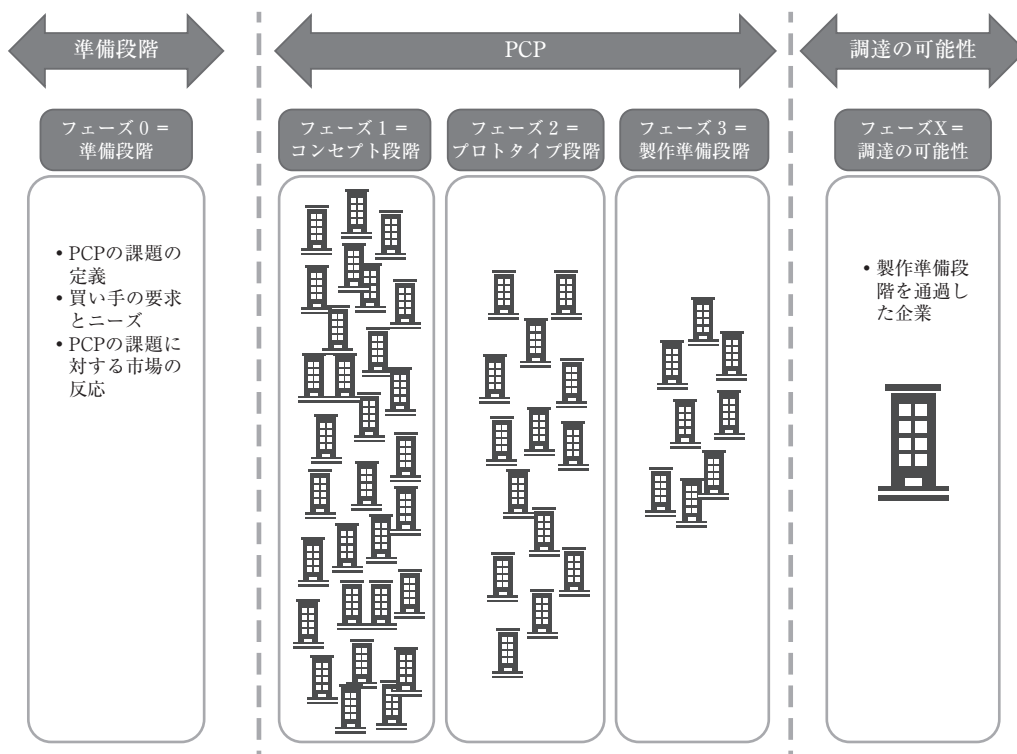 準備段階
PCP
調達の可能性
フェーズ0 =
準備段階
フェーズ1 =
コンセプト段階
フェーズ2 =
プロトタイプ段階
フェーズ3 =
製作準備段階
フェーズX=
調達の可能性
• PCPの課題の
定義
• 買い手の要求
とニーズ
• PCPの課題に
対する市場の
反応
• 製作準備段
階を通過し
た企業